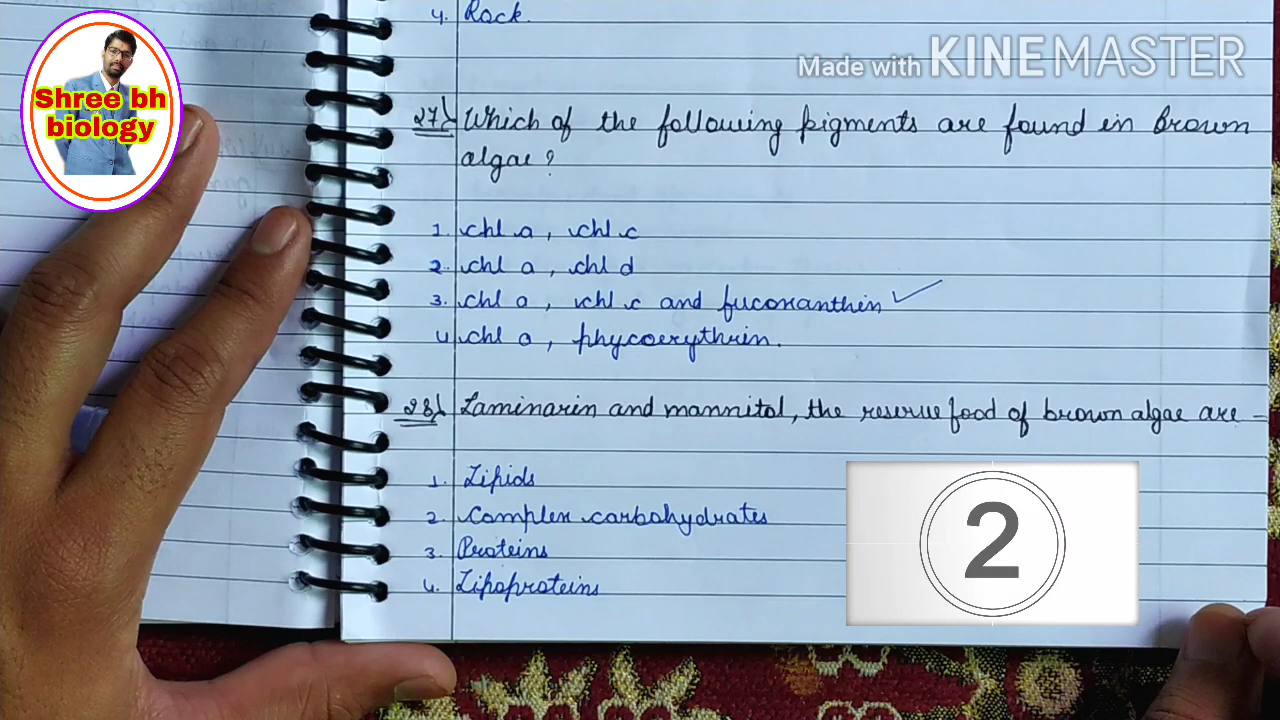 4. Rock.
Made with KINEMASTER
Shree bh
biology
27) Which of the following pigments are found in Brown
algae?
1. chl a, chl c
2. chl a, chl d
3. chl a, chl c and fucoxanthin ✓
4. chl a, phycoerythrin.
28) Laminarin and mannitol, the reserve food of brown algae are -
1. Lipids
2. Complex carbohydrates
3. Proteins
4. Lipoproteins
2